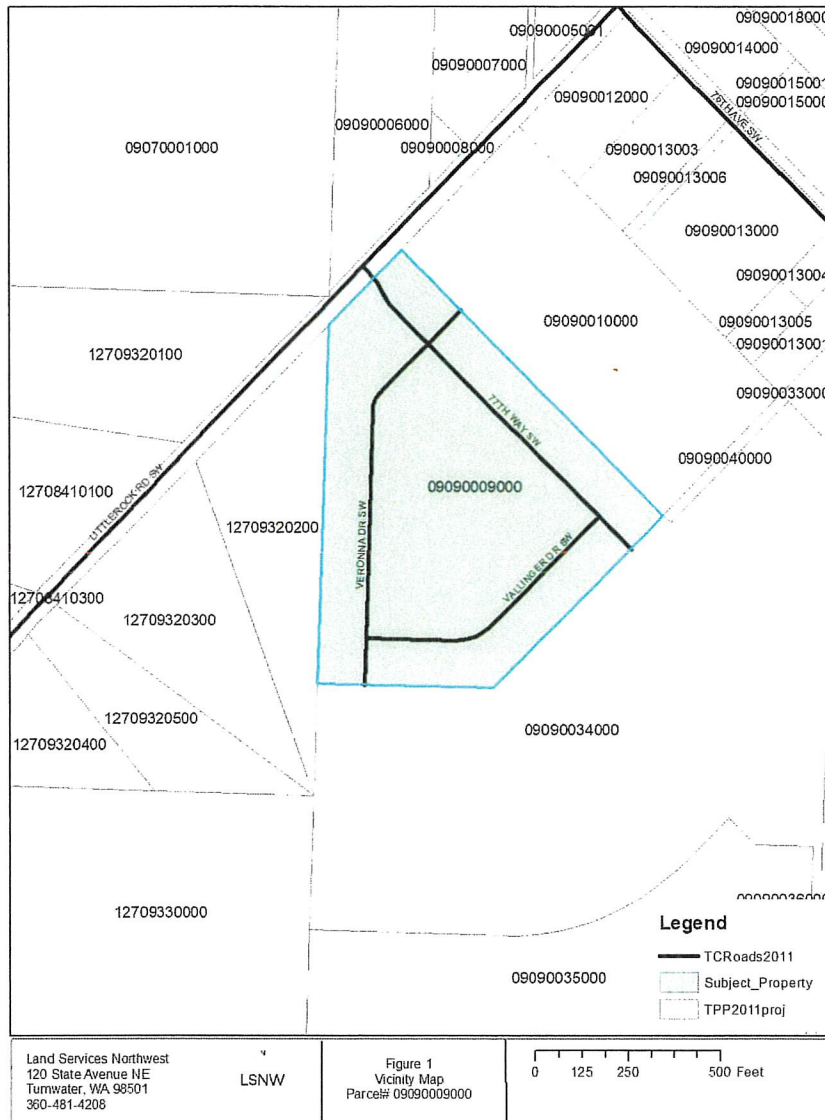 09090005001
09090018000
09090014000
09090007000
09090015001
09090015000
09090012000
79TH AVE SW
09090006000
09070001000
09090008000
09090013003
09090013006
09090013000
09090013004
09090010000
09090013005
09090013001
12709320100
09090033000
77TH WAY SW
09090040000
LITTLEROCK RD SW
12708410100
09090009000
12709320200
VERONNA DR SW
VALLINGER DR SW
12708410300
12709320300
12709320500
12709320400
09090034000
12709330000
09090036000
09090035000
Legend
TCRoads2011
Subject_Property
TPP2011proj
Land Services Northwest
120 State Avenue NE
Tumwater, WA 98501
360-481-4208
LSNW
Figure 1
Vicinity Map
Parcel# 09090009000
0 125 250 500 Feet